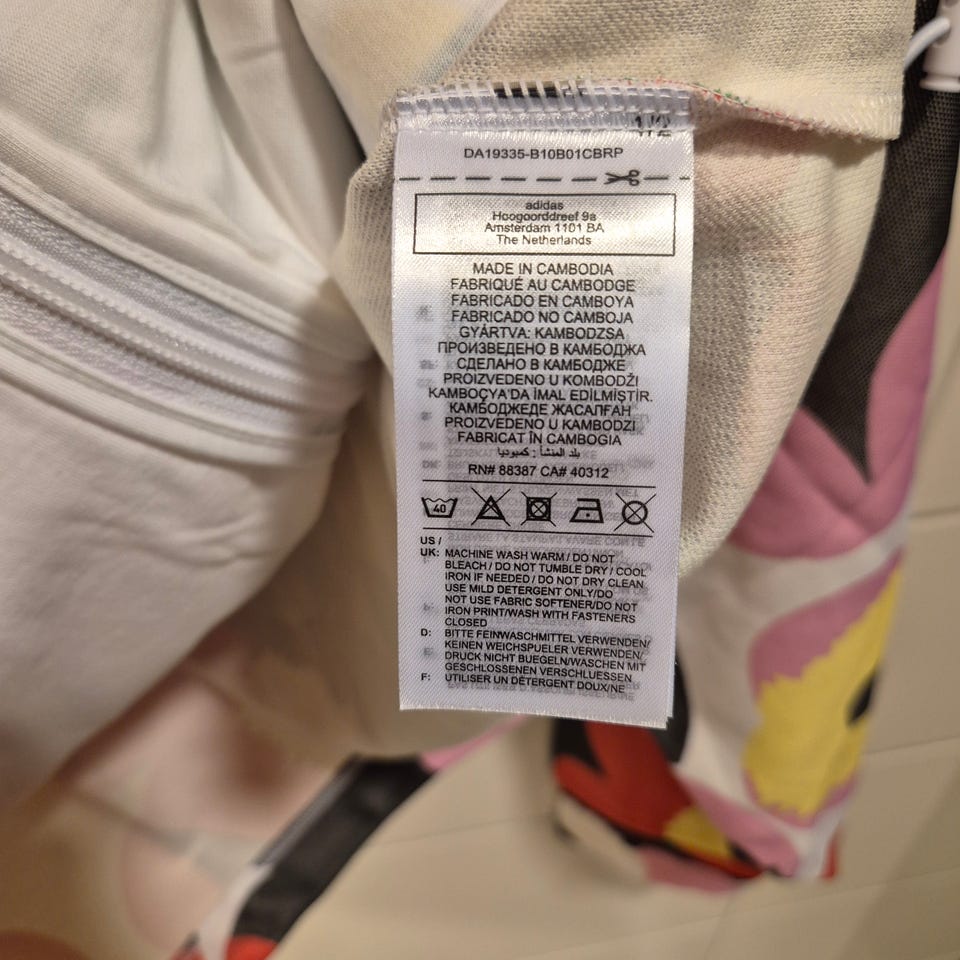 DA19335-B10B01CBRP
adidas
Hoogoorddreef 9a
Amsterdam 1101 BA
The Netherlands
MADE IN CAMBODIA
FABRIQUÉ AU CAMBODGE
FABRICADO EN CAMBOYA
FABRICADO NO CAMBOJA
GYÁRTVA: KAMBODZSA
ПРОИЗВЕДЕНО В КАМБОДЖА
СДЕЛАНО В КАМБОДЖЕ
PROIZVEDENO U KOMBODŽI
KAMBOÇYA'DA İMAL EDİLMİŞTİR.
КАМБОДЖЕДЕ ЖАСАЛҒАН
PROIZVEDENO U KAMBODZI
FABRICAT ÎN CAMBOGIA
بلد المنشأ : كمبوديا
RN# 88387 CA# 40312
40
US /
UK: MACHINE WASH WARM / DO NOT
BLEACH / DO NOT TUMBLE DRY / COOL
IRON IF NEEDED / DO NOT DRY CLEAN
USE MILD DETERGENT ONLY/DO
NOT USE FABRIC SOFTENER/DO NOT
IRON PRINT/WASH WITH FASTENERS
CLOSED
D: BITTE FEINWASCHMITTEL VERWENDEN/
KEINEN WEICHSPUELER VERWENDEN/
DRUCK NICHT BUEGELN/WASCHEN MIT
GESCHLOSSENEN VERSCHLUESSEN
F: UTILISER UN DÉTERGENT DOUX/NE